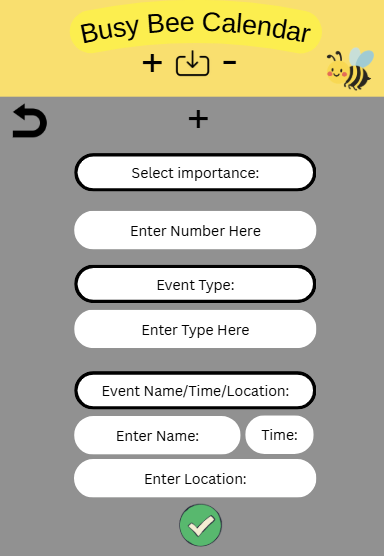 Busy Bee Calendar
+ -
+
Select importance:
Enter Number Here
Event Type:
Enter Type Here
Event Name/Time/Location:
Enter Name: Time:
Enter Location: